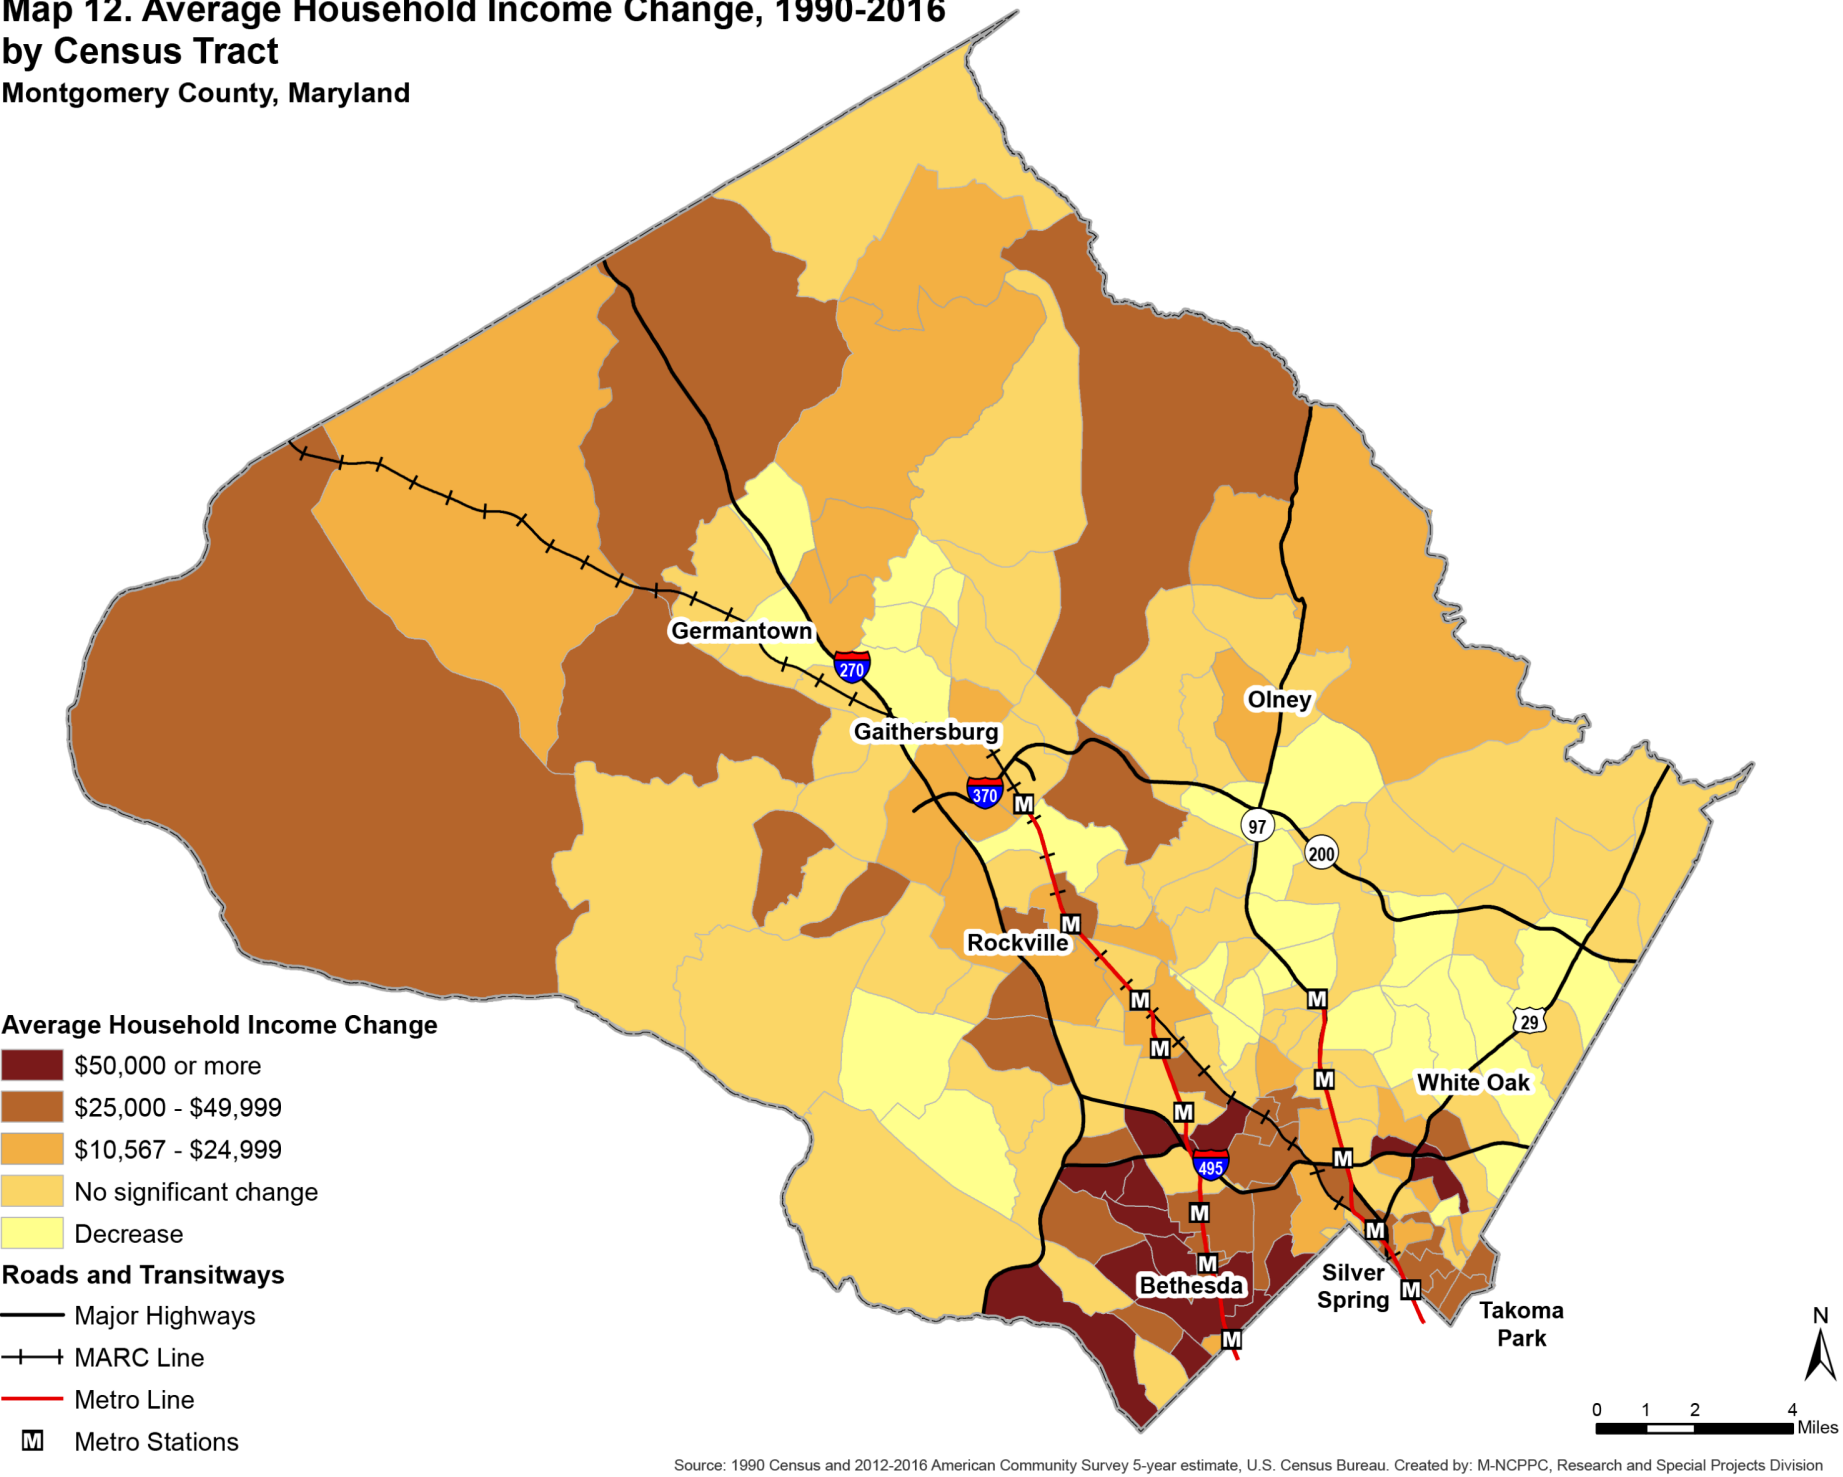 Map 12. Average Household Income Change, 1990-2016
by Census Tract
Montgomery County, Maryland
Germantown
270
Olney
Gaithersburg
370
M
97
200
M
Rockville
M
M
29
M
M
White Oak
M
M
495
M
M
M
Bethesda
Silver
Spring
M
Takoma
Park
M
Average Household Income Change
$50,000 or more
$25,000 - $49,999
$10,567 - $24,999
No significant change
Decrease
Roads and Transitways
Major Highways
MARC Line
Metro Line
M Metro Stations
N
0 1 2 4
Miles
Source: 1990 Census and 2012-2016 American Community Survey 5-year estimate, U.S. Census Bureau. Created by: M-NCPPC, Research and Special Projects Division